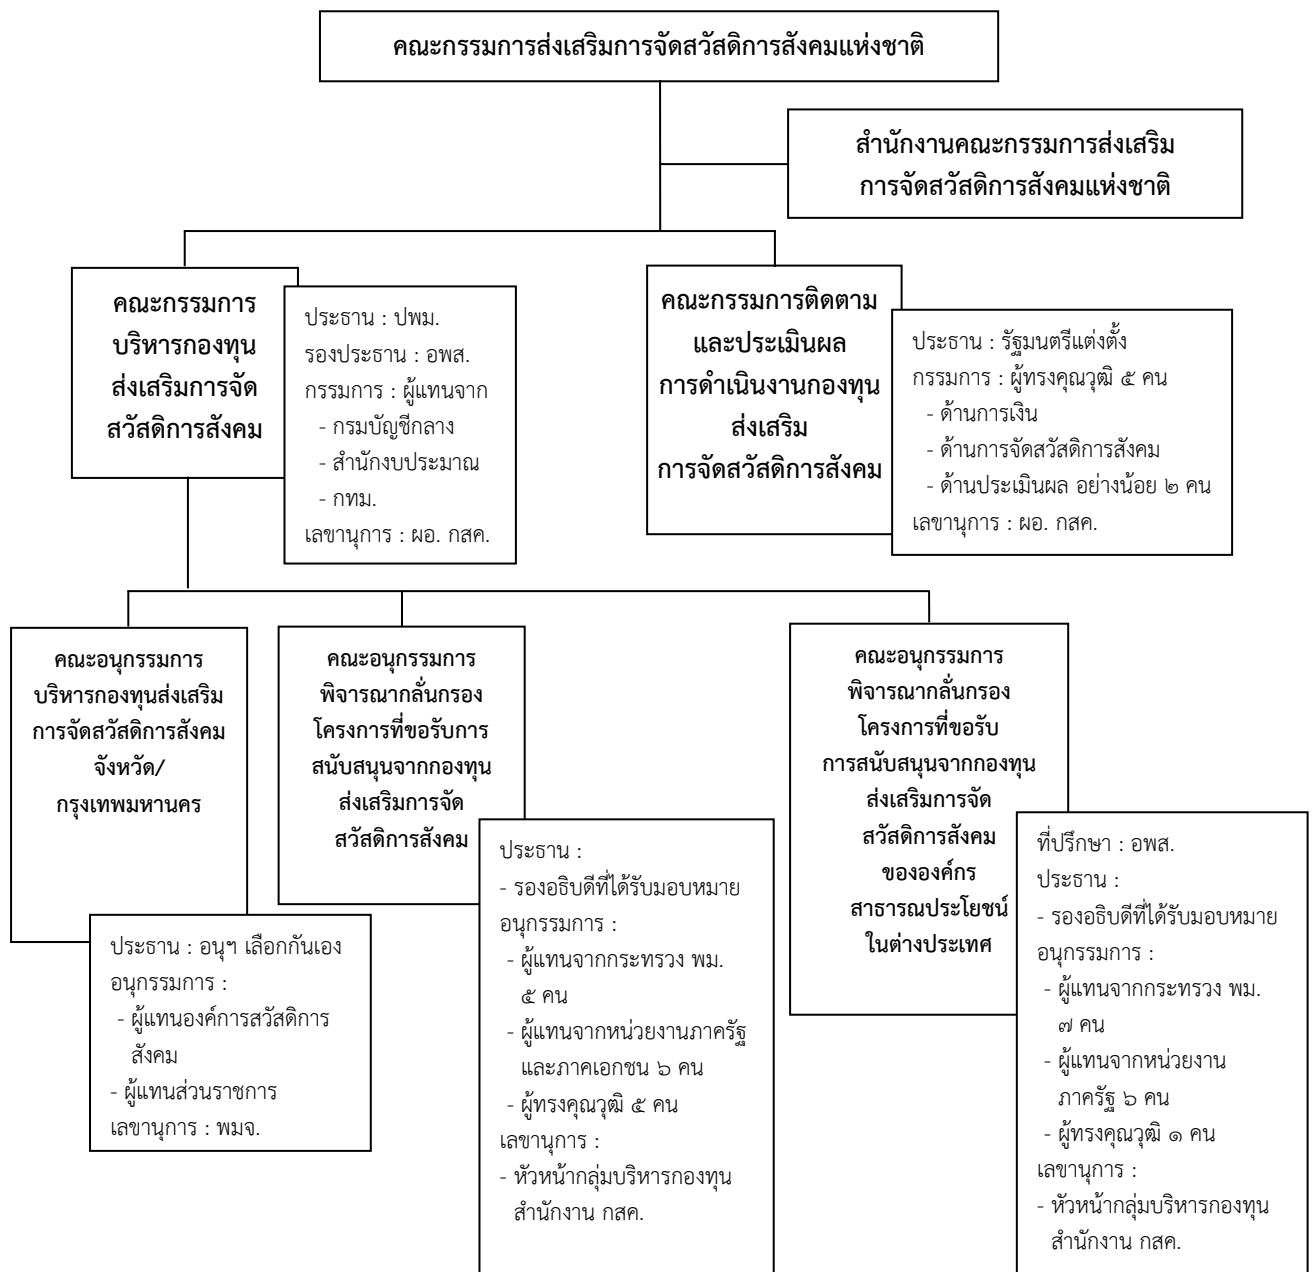 คณะกรรมการส่งเสริมการจัดสวัสดิการสังคมแห่งชาติ
สำนักงานคณะกรรมการส่งเสริม
การจัดสวัสดิการสังคมแห่งชาติ
คณะกรรมการ
บริหารกองทุน
ส่งเสริมการจัด
สวัสดิการสังคม
ประธาน : ปพม.
รองประธาน : อพส.
กรรมการ : ผู้แทนจาก
- กรมบัญชีกลาง
- สำนักงบประมาณ
- กทม.
เลขานุการ : ผอ. กสค.
คณะกรรมการติดตาม
และประเมินผล
การดำเนินงานกองทุน
ส่งเสริม
การจัดสวัสดิการสังคม
ประธาน : รัฐมนตรีแต่งตั้ง
กรรมการ : ผู้ทรงคุณวุฒิ ๕ คน
- ด้านการเงิน
- ด้านการจัดสวัสดิการสังคม
- ด้านประเมินผล อย่างน้อย ๒ คน
เลขานุการ : ผอ. กสค.
คณะอนุกรรมการ
บริหารกองทุนส่งเสริม
การจัดสวัสดิการสังคม
จังหวัด/
กรุงเทพมหานคร
ประธาน : อนุฯ เลือกกันเอง
อนุกรรมการ :
- ผู้แทนองค์การสวัสดิการ
สังคม
- ผู้แทนส่วนราชการ
เลขานุการ : พมจ.
คณะอนุกรรมการ
พิจารณากลั่นกรอง
โครงการที่ขอรับการ
สนับสนุนจากกองทุน
ส่งเสริมการจัด
สวัสดิการสังคม
ประธาน :
- รองอธิบดีที่ได้รับมอบหมาย
อนุกรรมการ :
- ผู้แทนจากกระทรวง พม.
๕ คน
- ผู้แทนจากหน่วยงานภาครัฐ
และภาคเอกชน ๖ คน
- ผู้ทรงคุณวุฒิ ๕ คน
เลขานุการ :
- หัวหน้ากลุ่มบริหารกองทุน
สำนักงาน กสค.
คณะอนุกรรมการ
พิจารณากลั่นกรอง
โครงการที่ขอรับ
การสนับสนุนจากกองทุน
ส่งเสริมการจัด
สวัสดิการสังคม
ขององค์กร
สาธารณประโยชน์
ในต่างประเทศ
ที่ปรึกษา : อพส.
ประธาน :
- รองอธิบดีที่ได้รับมอบหมาย
อนุกรรมการ :
- ผู้แทนจากกระทรวง พม.
๗ คน
- ผู้แทนจากหน่วยงาน
ภาครัฐ ๖ คน
- ผู้ทรงคุณวุฒิ ๑ คน
เลขานุการ :
- หัวหน้ากลุ่มบริหารกองทุน
สำนักงาน กสค.